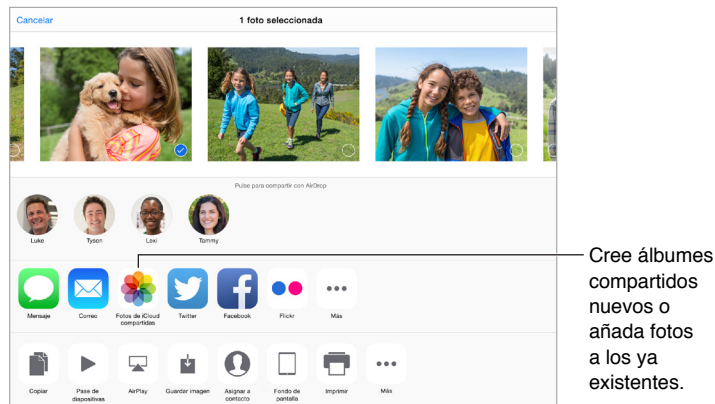 Cancelar
1 foto seleccionada
Pulse para compartir con AirDrop
Luke
Tyson
Lexi
Tammy
Mensaje
Correo
Fotos de iCloud
compartidas
Twitter
Facebook
Flickr
Más
Cree álbumes
compartidos
nuevos o
añada fotos
a los ya
existentes.
Copiar
Pase de
diapositivas
AirPlay
Guardar imagen
Asignar a
contacto
Fondo de
pantalla
Imprimir
Más